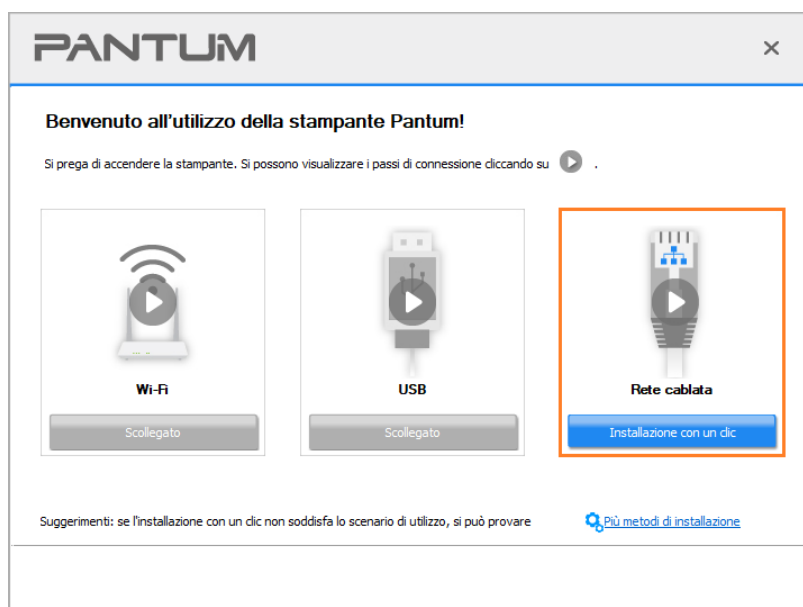 PANTUM
Benvenuto all'utilizzo della stampante Pantum!
Si prega di accendere la stampante. Si possono visualizzare i passi di connessione cliccando su .
Wi-Fi
USB
Rete cablata
Scollegato
Scollegato
Installazione con un clic
Suggerimenti: se l'installazione con un clic non soddisfa lo scenario di utilizzo, si può provare
Più metodi di installazione